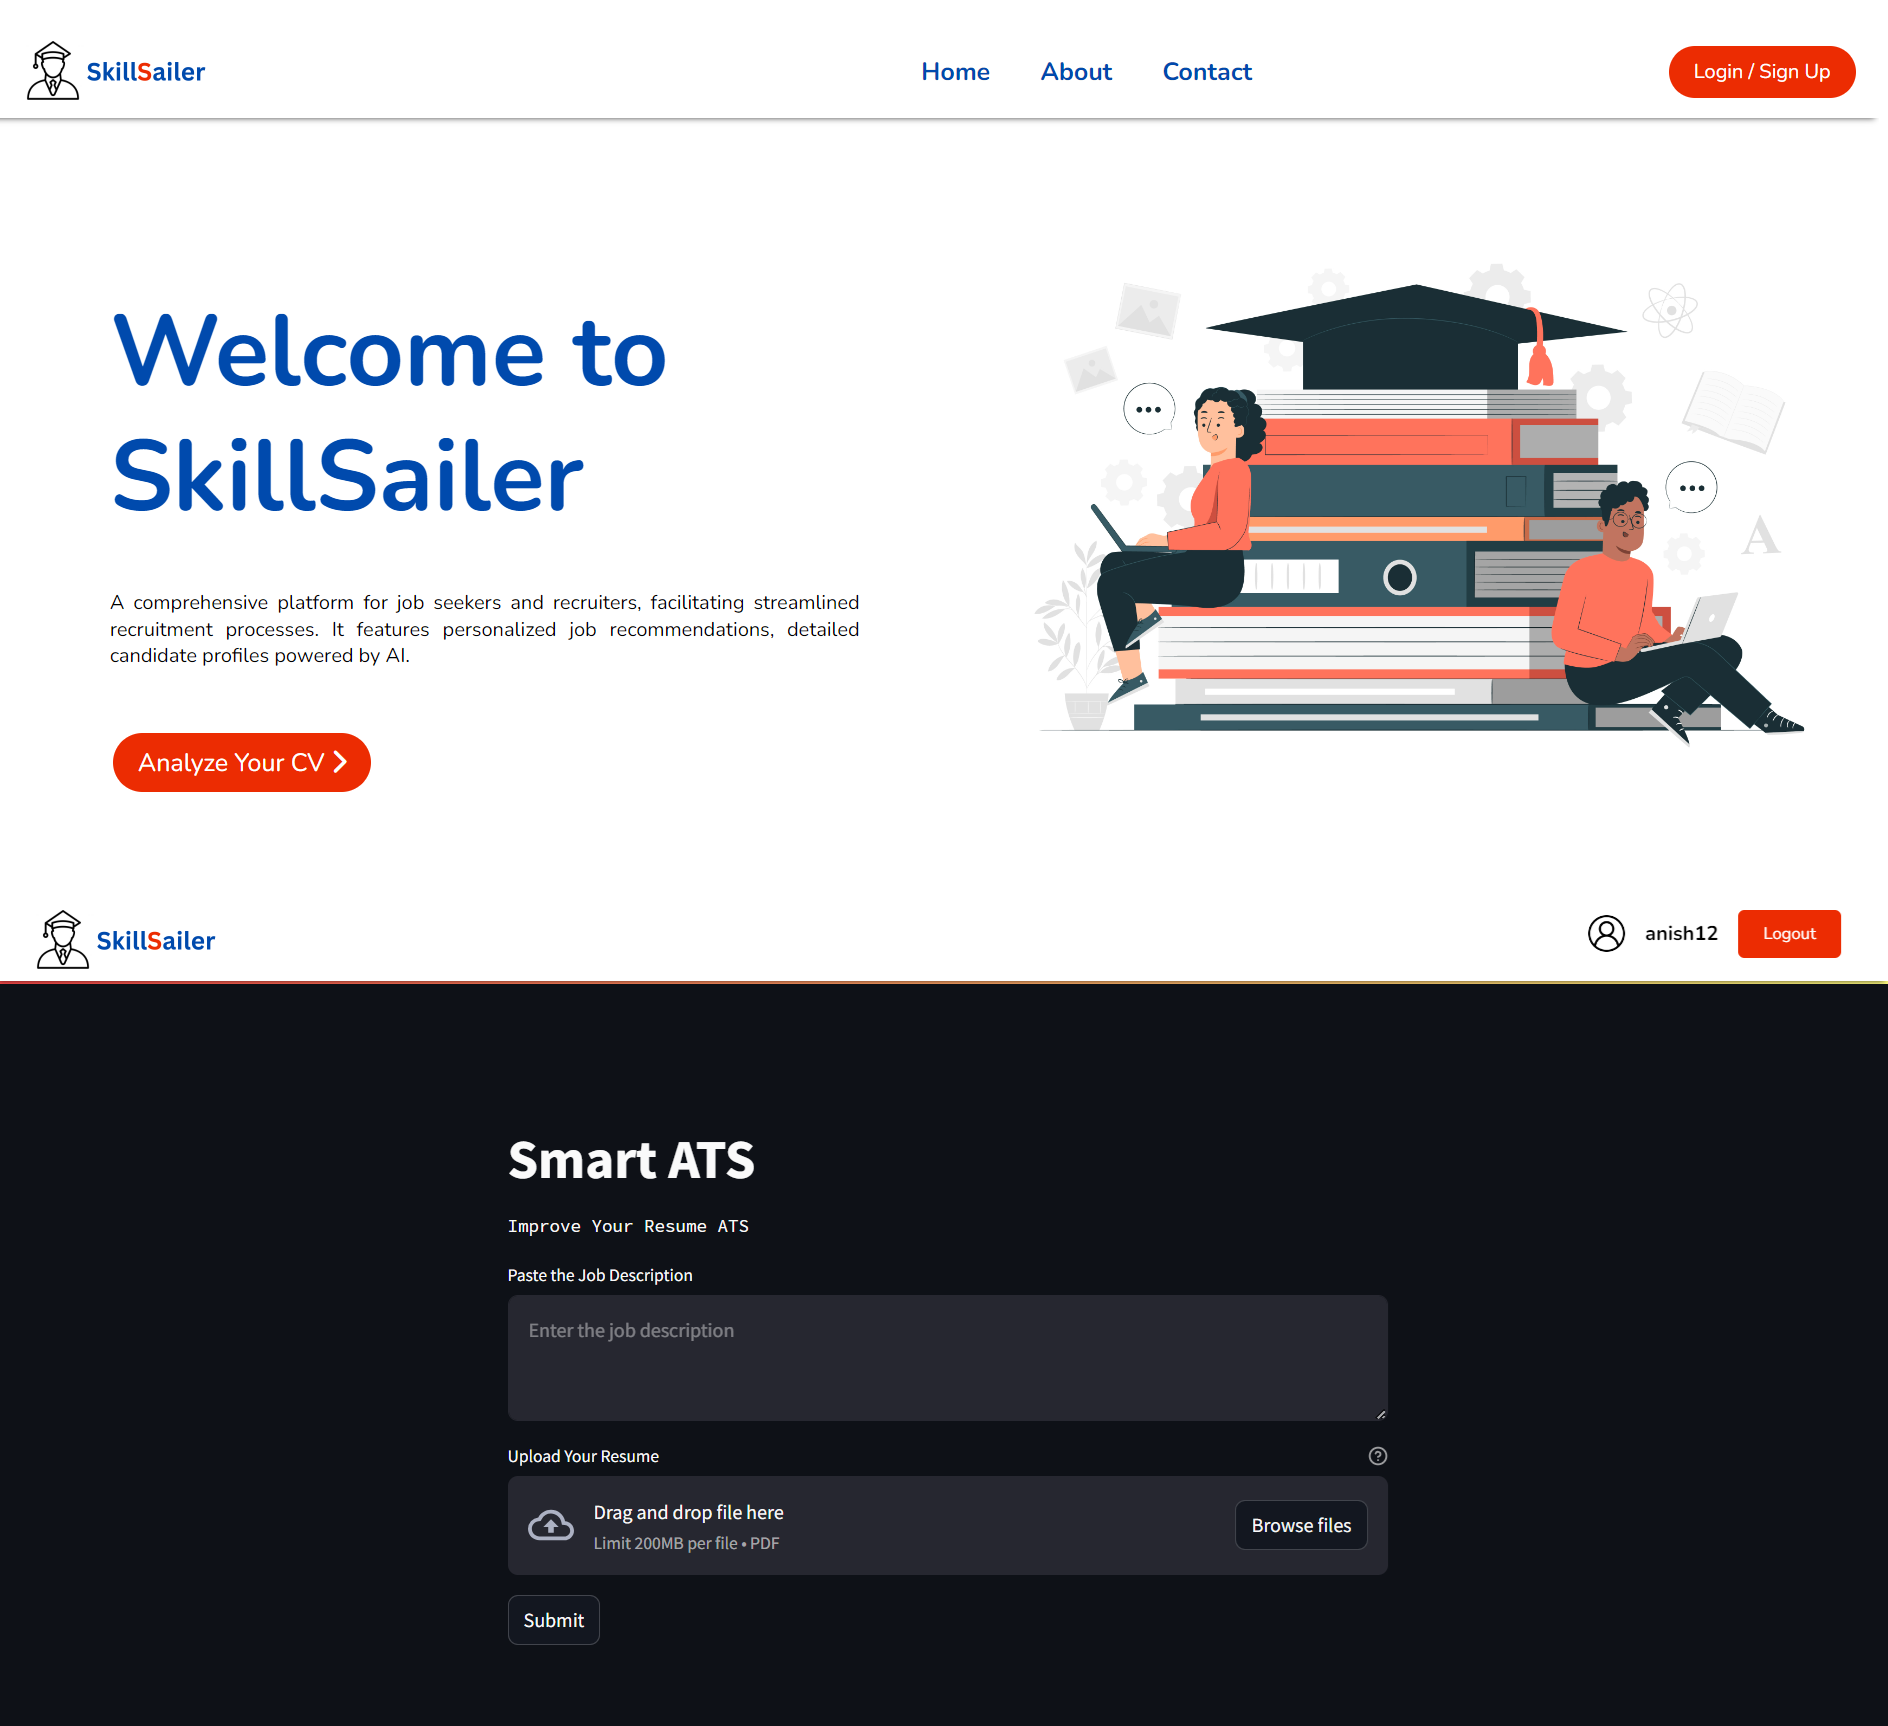 SkillSailer
Home
About
Contact
Login / Sign Up
Welcome to
SkillSailer
A comprehensive platform for job seekers and recruiters, facilitating streamlined
recruitment processes. It features personalized job recommendations, detailed
candidate profiles powered by AI.
Analyze Your CV
A
SkillSailer
anish12
Logout
Smart ATS
Improve Your Resume ATS
Paste the Job Description
Enter the job description
Upload Your Resume
Drag and drop file here
Limit 200MB per file • PDF
Browse files
Submit